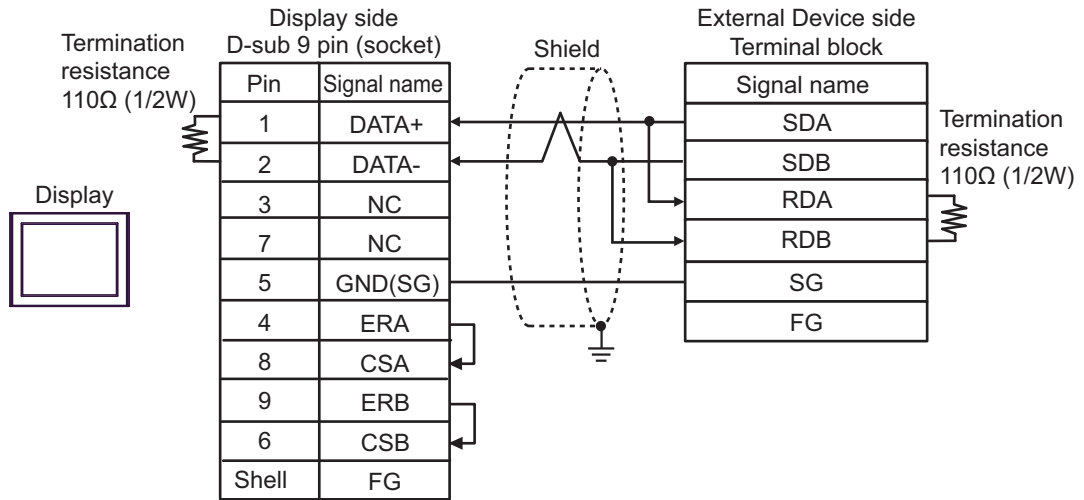 Display side
D-sub 9 pin (socket)
Termination
resistance
110Ω (1/2W)
Shield
External Device side
Terminal block
Pin Signal name
1 DATA+
2 DATA-
3 NC
7 NC
5 GND(SG)
4 ERA
8 CSA
9 ERB
6 CSB
Shell FG
Display
Signal name
SDA
SDB
RDA
RDB
SG
FG
Termination
resistance
110Ω (1/2W)